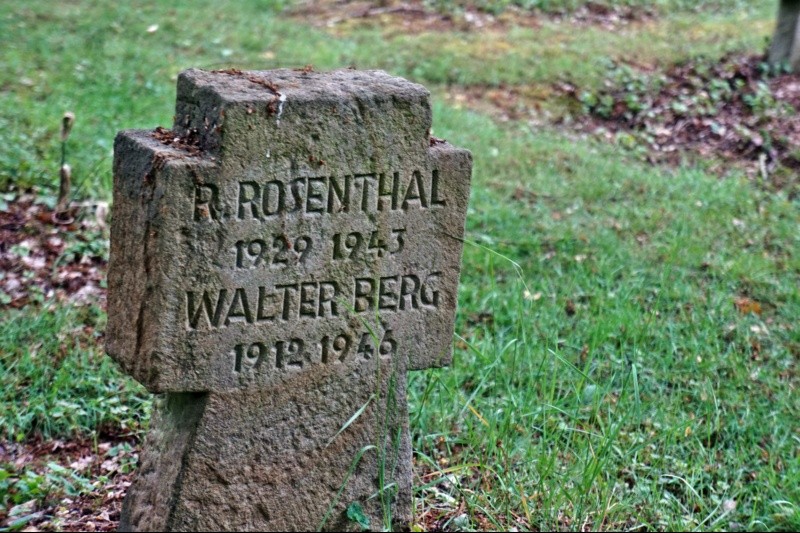 R. ROSENTHAL
1929 1943
WALTER BERG
1912 1946